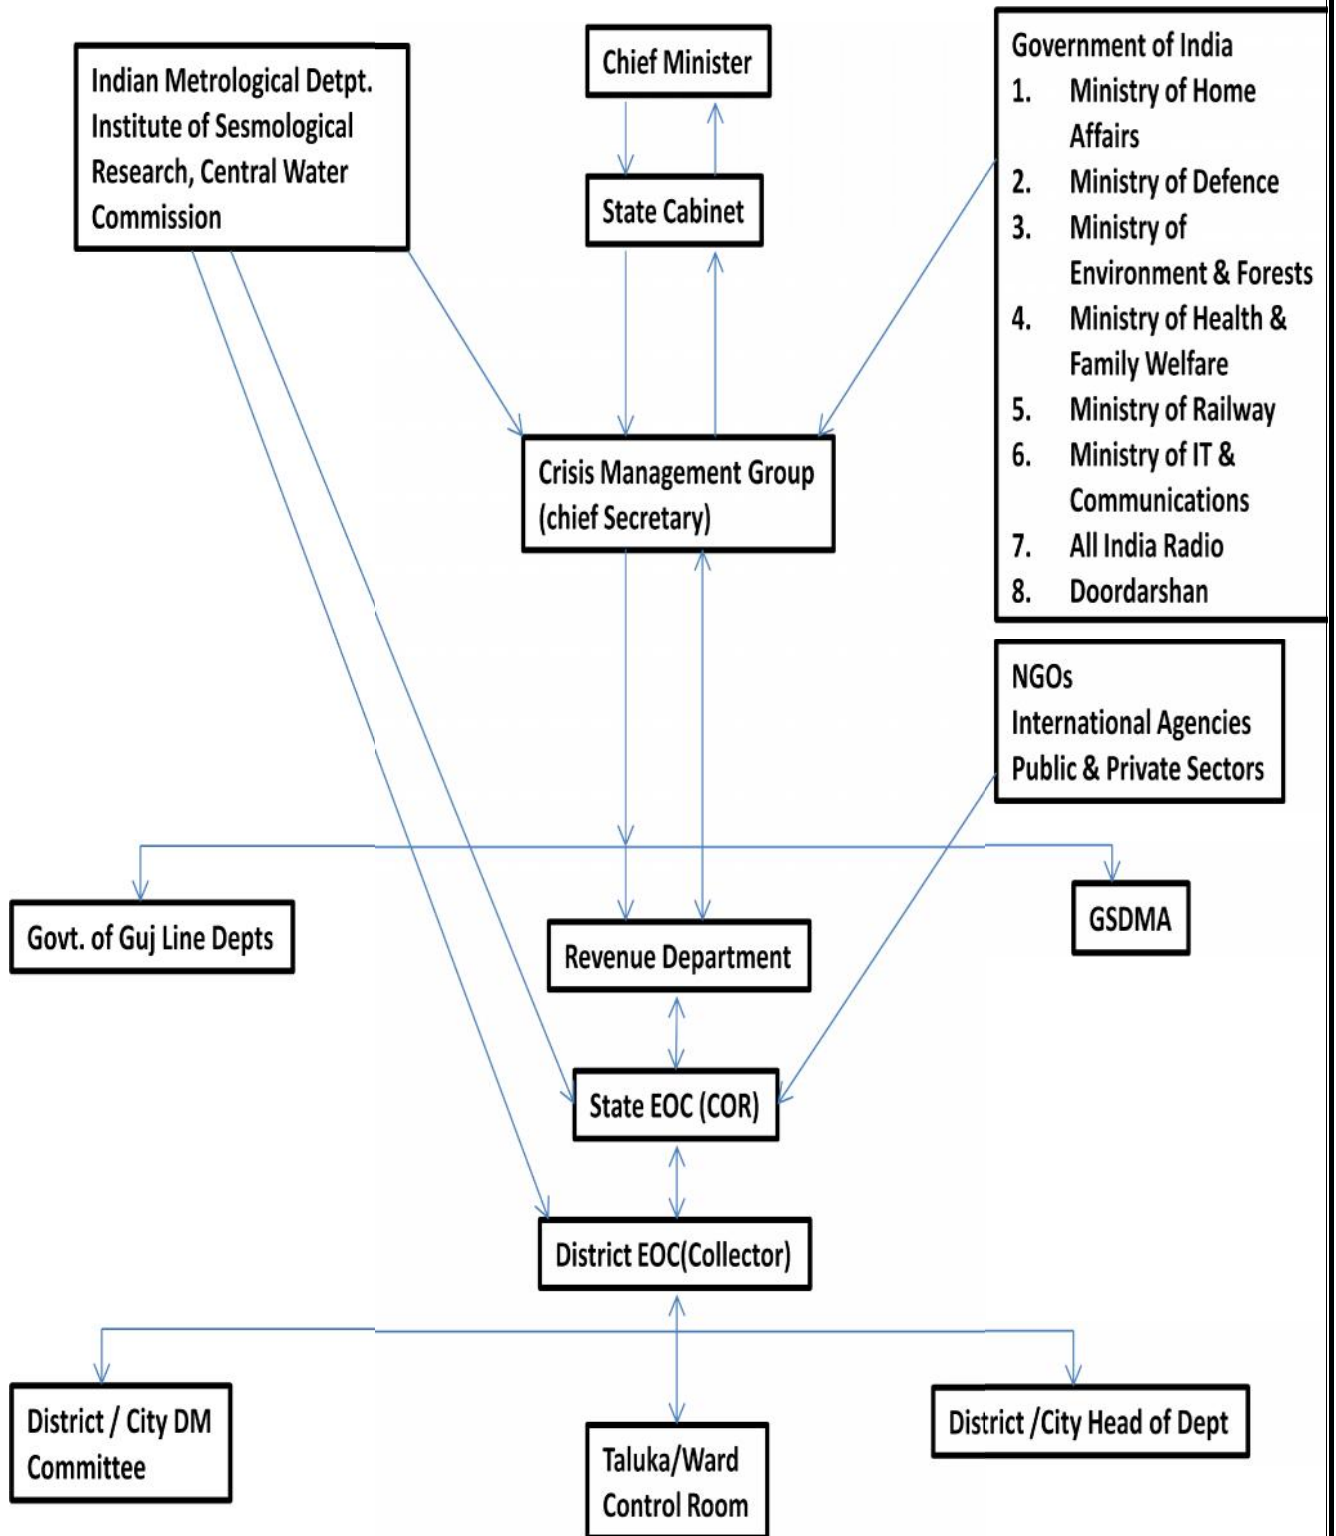 Indian Metrological Detpt.
Institute of Sesmological
Research, Central Water
Commission
Chief Minister
State Cabinet
Government of India
1. Ministry of Home
Affairs
2. Ministry of Defence
3. Ministry of
Environment & Forests
4. Ministry of Health &
Family Welfare
5. Ministry of Railway
6. Ministry of IT &
Communications
7. All India Radio
8. Doordarshan
Crisis Management Group
(chief Secretary)
NGOs
International Agencies
Public & Private Sectors
Govt. of Guj Line Depts
Revenue Department
GSDMA
State EOC (COR)
District EOC(Collector)
District / City DM
Committee
Taluka/Ward
Control Room
District /City Head of Dept